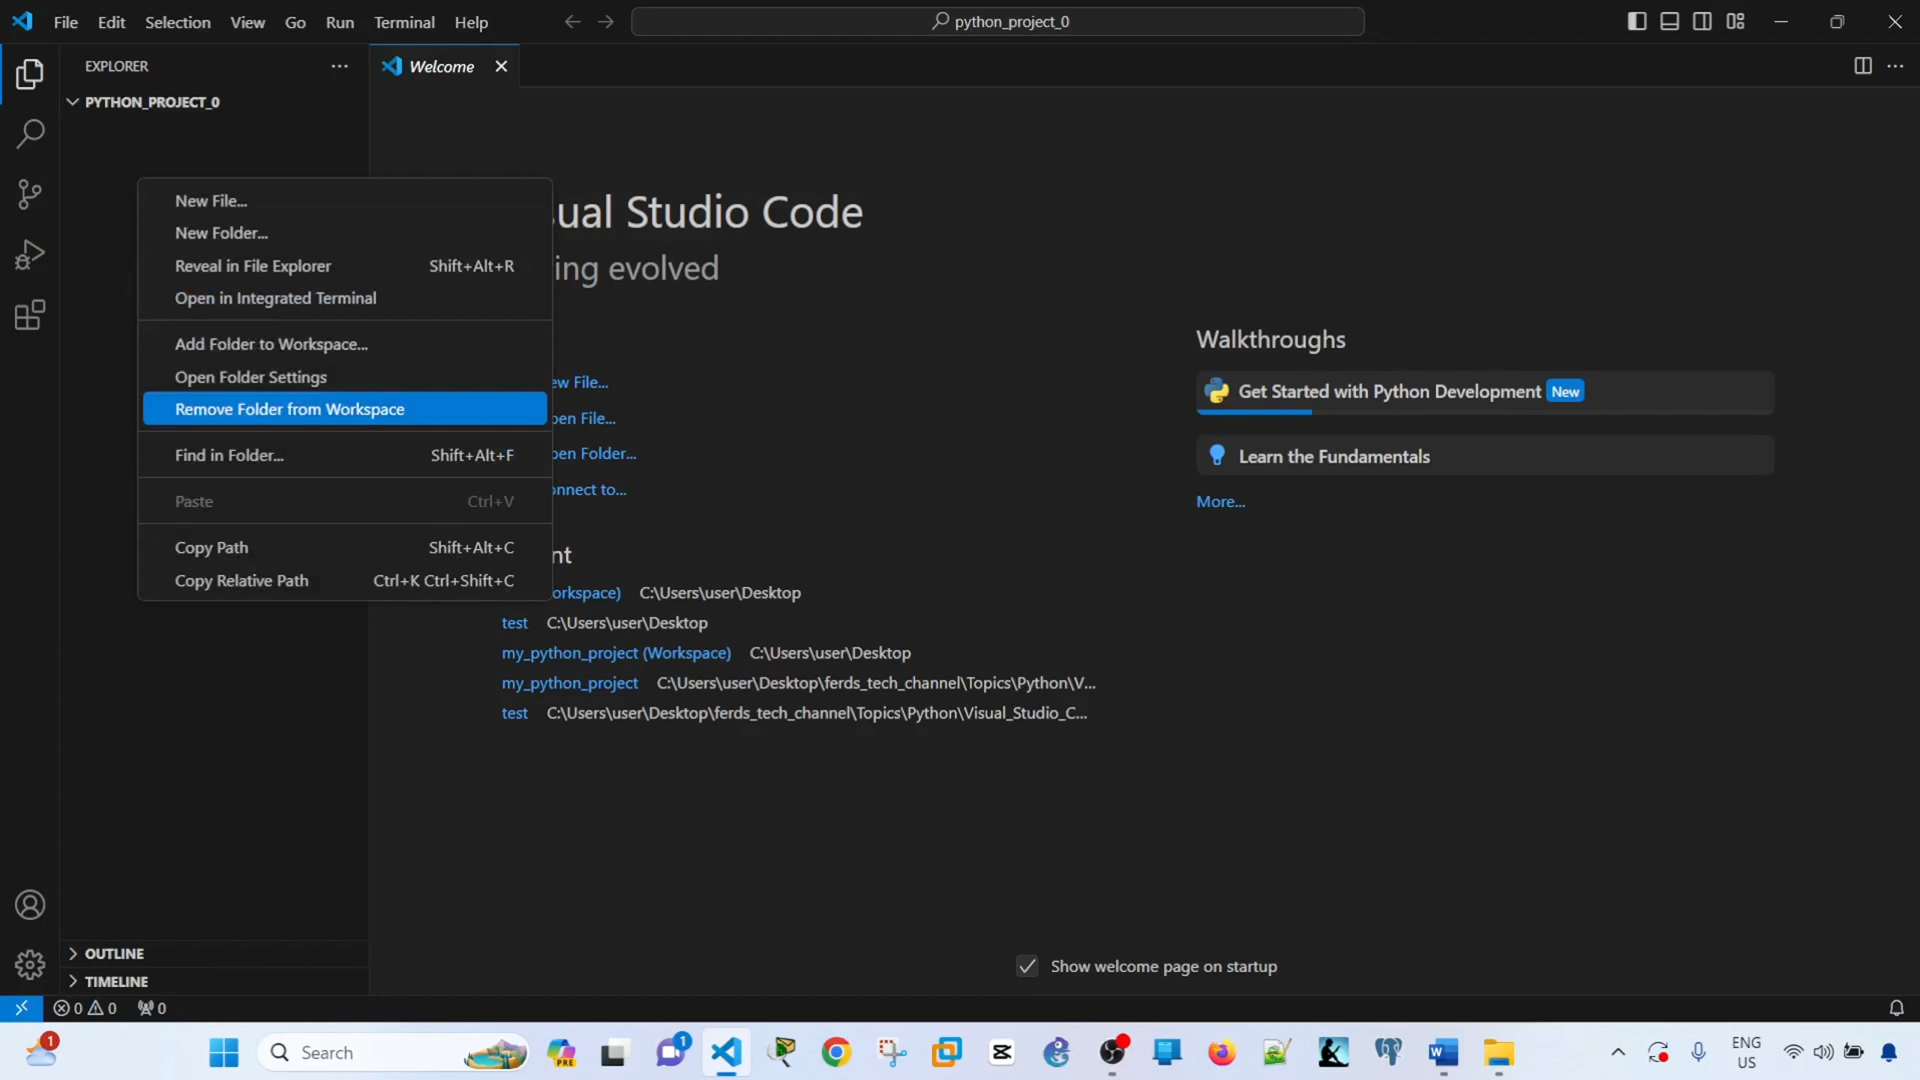 File Edit Selection View Go Run Terminal Help
python_project_0
EXPLORER
Welcome
PYTHON_PROJECT_0
New File...
New Folder...
Reveal in File Explorer Shift+Alt+R
Open in Integrated Terminal
Add Folder to Workspace...
Open Folder Settings
Remove Folder from Workspace
Find in Folder... Shift+Alt+F
Paste Ctrl+V
Copy Path Shift+Alt+C
Copy Relative Path Ctrl+K Ctrl+Shift+C
sual Studio Code
ing evolved
ew File...
pen File...
pen Folder...
onnect to...
nt
orkspace) C:\Users\user\Desktop
test C:\Users\user\Desktop
my_python_project (Workspace) C:\Users\user\Desktop
my_python_project C:\Users\user\Desktop\ferds_tech_channel\Topics\Python\V...
test C:\Users\user\Desktop\ferds_tech_channel\Topics\Python\Visual_Studio_C...
Walkthroughs
Get Started with Python Development New
Learn the Fundamentals
More...
Show welcome page on startup
OUTLINE
TIMELINE
0 0 0
1
Search
PRE
1
ENG
US